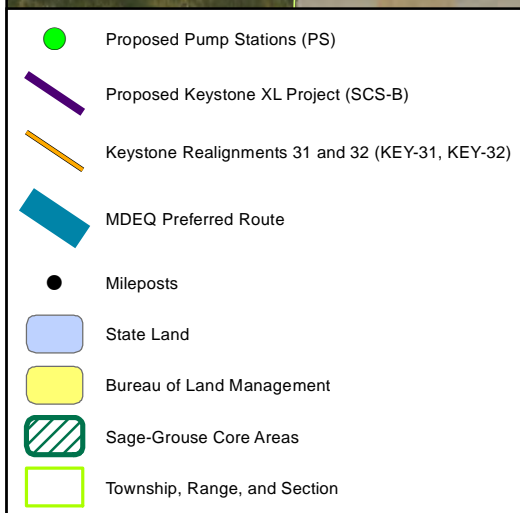 Proposed Pump Stations (PS)
Proposed Keystone XL Project (SCS-B)
Keystone Realignments 31 and 32 (KEY-31, KEY-32)
MDEQ Preferred Route
Mileposts
State Land
Bureau of Land Management
Sage-Grouse Core Areas
Township, Range, and Section